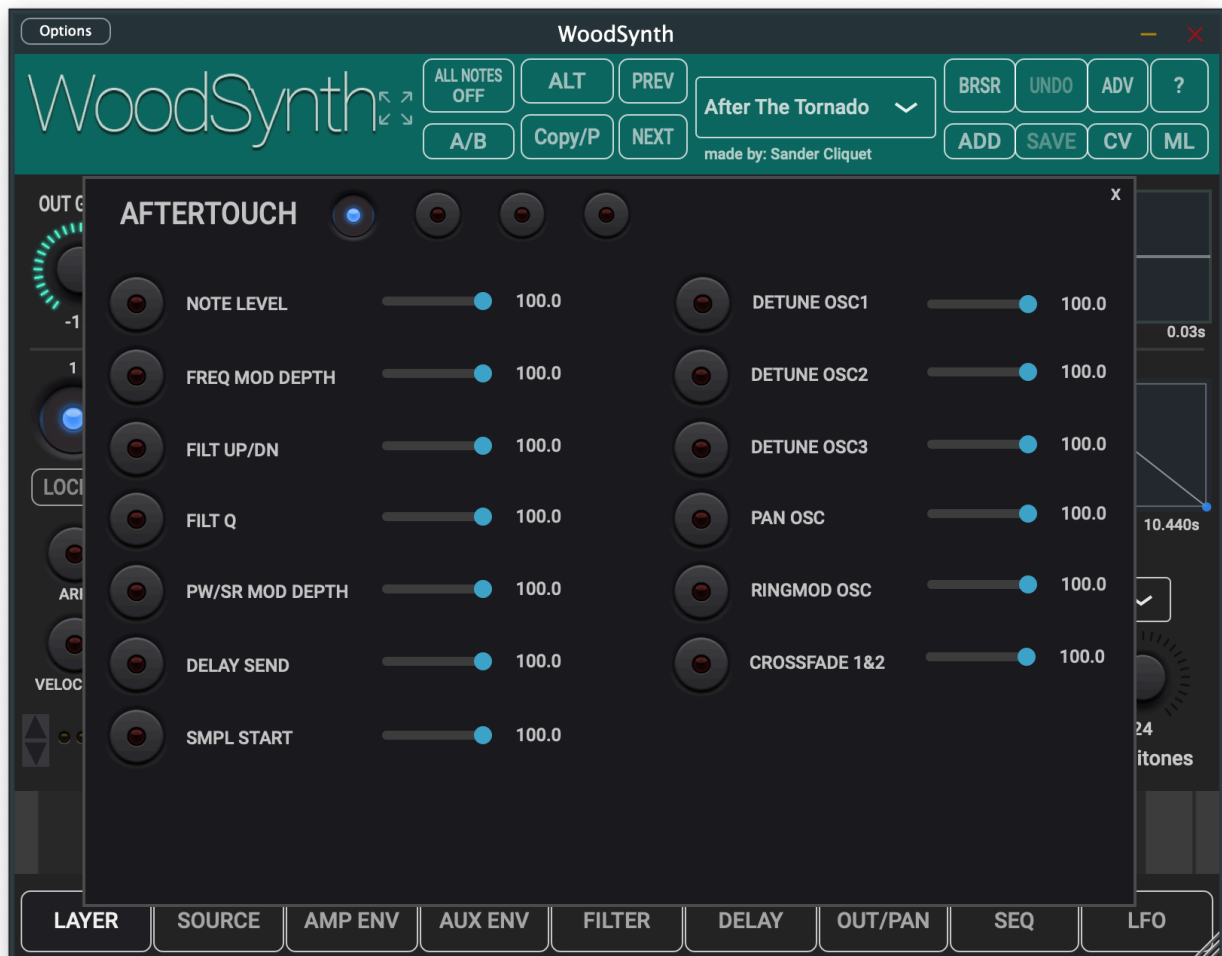 Options
WoodSynth
WoodSynth
ALL NOTES
OFF
ALT
PREV
A/B
Copy/P
NEXT
After The Tornado
made by: Sander Cliquet
BRSR
UNDO
ADV
?
ADD
SAVE
CV
ML
OUT
-1
1
AFTERTOUCH
X
NOTE LEVEL 100.0
FREQ MOD DEPTH 100.0
FILT UP/DN 100.0
FILT Q 100.0
PW/SR MOD DEPTH 100.0
DELAY SEND 100.0
SMPL START 100.0
DETUNE OSC1 100.0
DETUNE OSC2 100.0
DETUNE OSC3 100.0
PAN OSC 100.0
RINGMOD OSC 100.0
CROSSFADE 1&2 100.0
0.03s
10.440s
24
itones
LAYER
SOURCE
AMP ENV
AUX ENV
FILTER
DELAY
OUT/PAN
SEQ
LFO